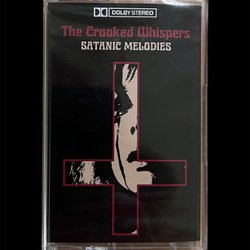 DOLBY STEREO
The Crooked Whispers
SATANIC MELODIES